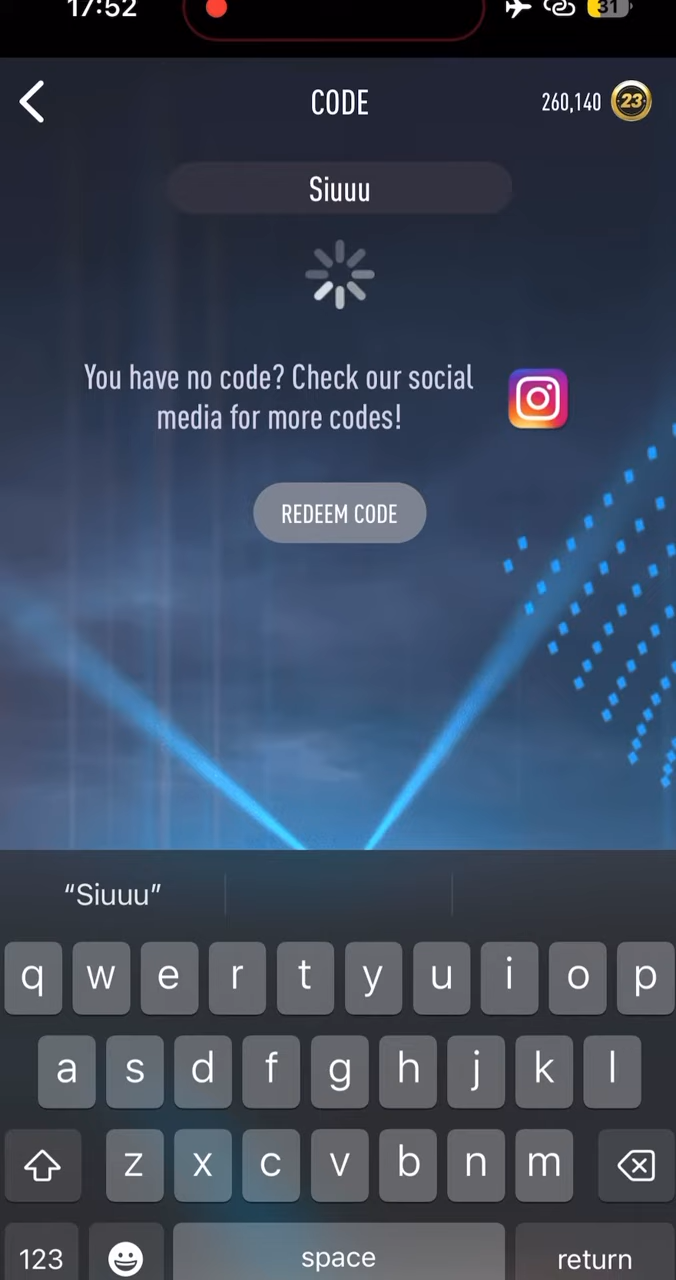 17:52
31
CODE
260,140
23
Siuuu
You have no code? Check our social
media for more codes!
REDEEM CODE
“Siuuu”
q w e r t y u i o p
a s d f g h j k l
z x c v b n m
123 space return